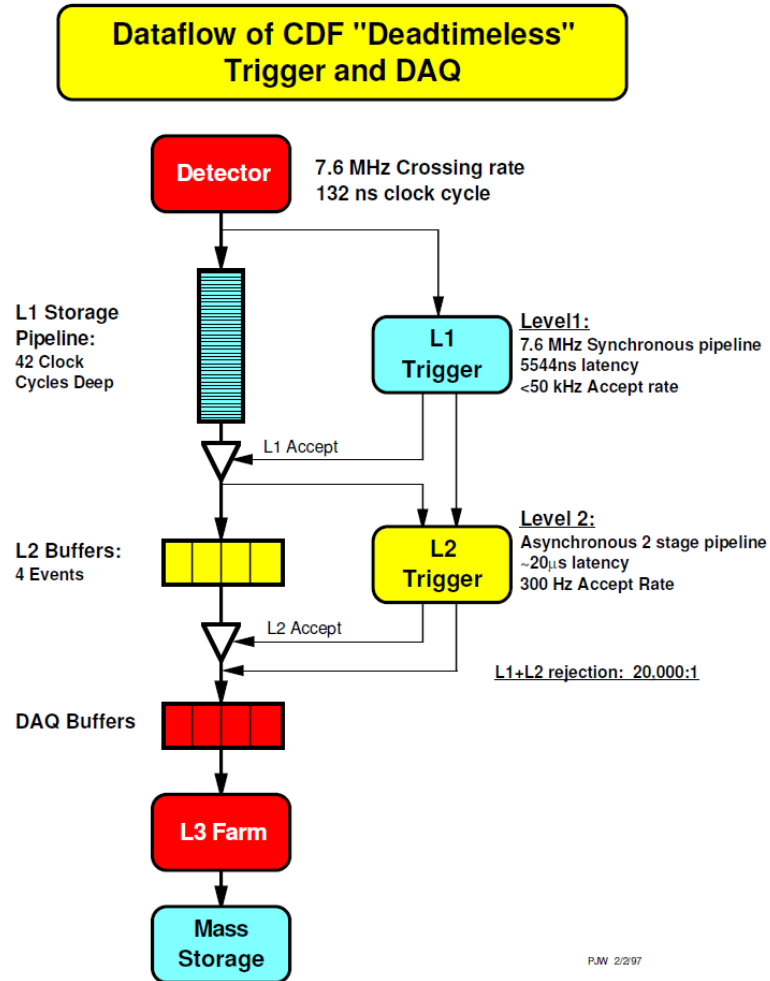 Dataflow of CDF "Deadtimeless"
Trigger and DAQ
Detector
7.6 MHz Crossing rate
132 ns clock cycle
L1 Storage
Pipeline:
42 Clock
Cycles Deep
L1
Trigger
Level1:
7.6 MHz Synchronous pipeline
5544ns latency
<50 kHz Accept rate
L1 Accept
L2 Buffers:
4 Events
L2
Trigger
Level 2:
Asynchronous 2 stage pipeline
~20μs latency
300 Hz Accept Rate
L2 Accept
L1+L2 rejection: 20,000:1
DAQ Buffers
L3 Farm
Mass
Storage
PJW 2/2/97